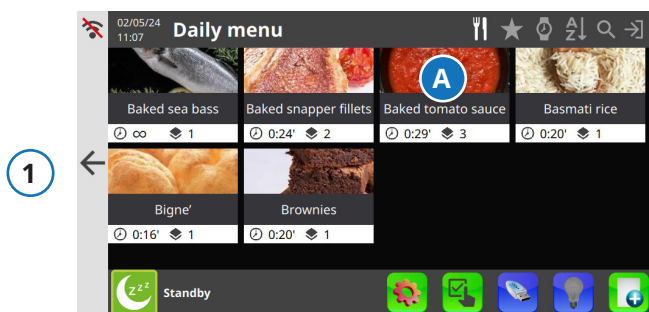 02/05/24
11:07
Daily menu
A
Z
A
Baked sea bass
Baked snapper fillets
Baked tomato sauce
Basmati rice
∞ 1
0:24' 2
0:29' 3
0:20' 1
1
Bigne’
Brownies
0:16' 1
0:20' 1
zzz
Standby